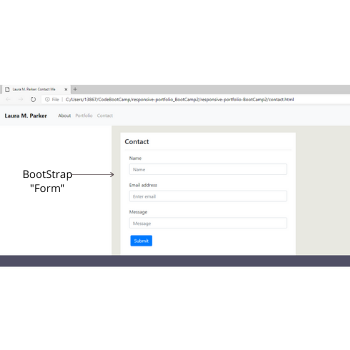 Laura M. Parker Contact Me
File
C:/Users/13867/CodeBootCamp/responsive-portfolio_BootCamp2/responsive-portfolio-BootCamp2/contact.html
Laura M. Parker About Portfolio Contact
Contact
Name
Name
BootStrap
"Form"
Email address
Enter email
Message
Message
Submit